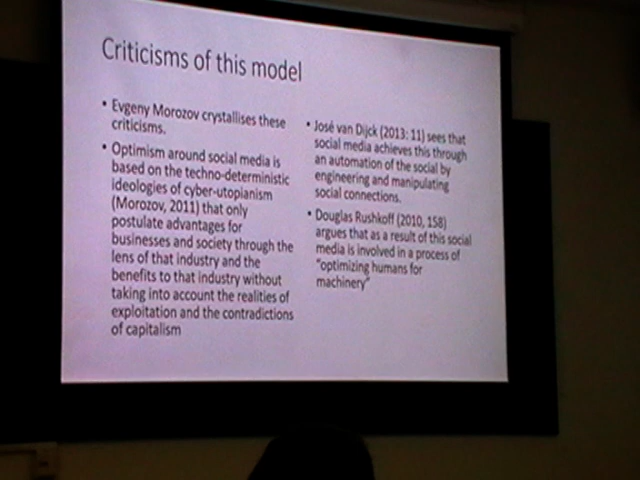 Criticisms of this model
• Evgeny Morozov crystallises these
criticisms.
• Optimism around social media is
based on the techno-deterministic
ideologies of cyber-utopianism
(Morozov, 2011) that only
postulate advantages for
businesses and society through the
lens of that industry and the
benefits to that industry without
taking into account the realities of
exploitation and the contradictions
of capitalism
• José van Dijck (2013: 11) sees that
social media achieves this through
an automation of the social by
engineering and manipulating
social connections.
• Douglas Rushkoff (2010, 158)
argues that as a result of this social
media is involved in a process of
"optimizing humans for
machinery"